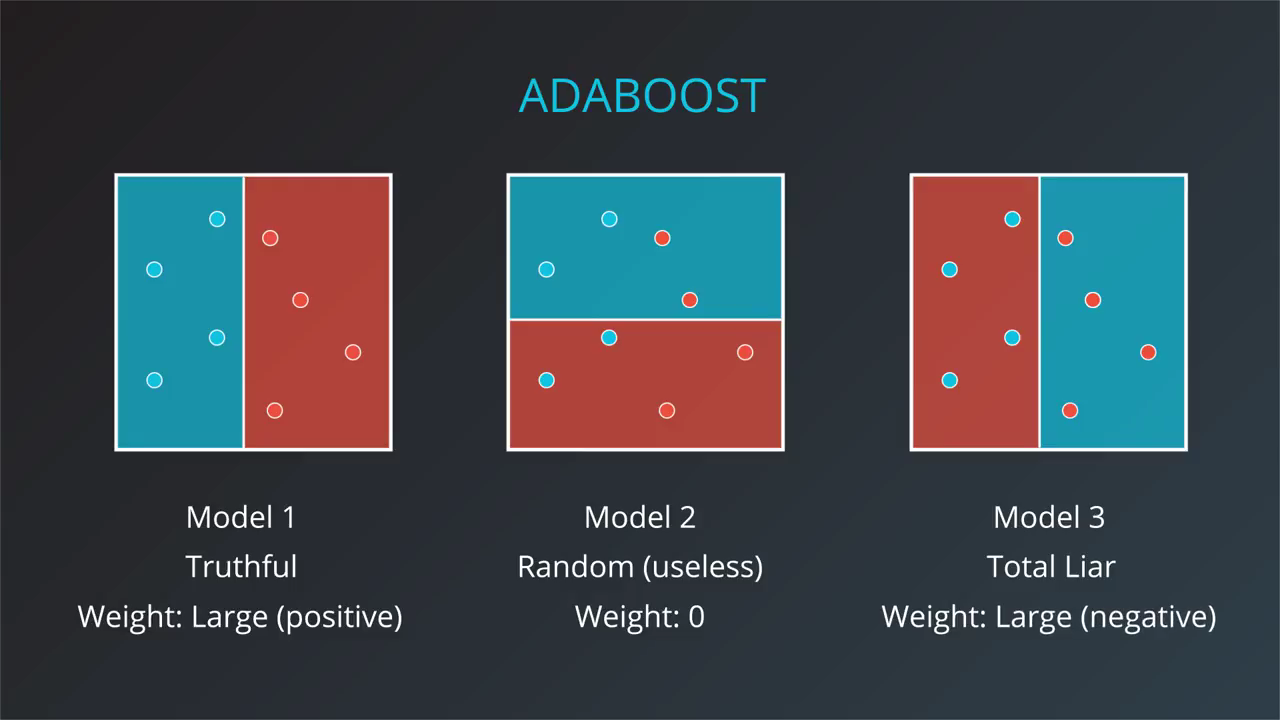 ADABOOST
Model 1
Truthful
Weight: Large (positive)
Model 2
Random (useless)
Weight: 0
Model 3
Total Liar
Weight: Large (negative)